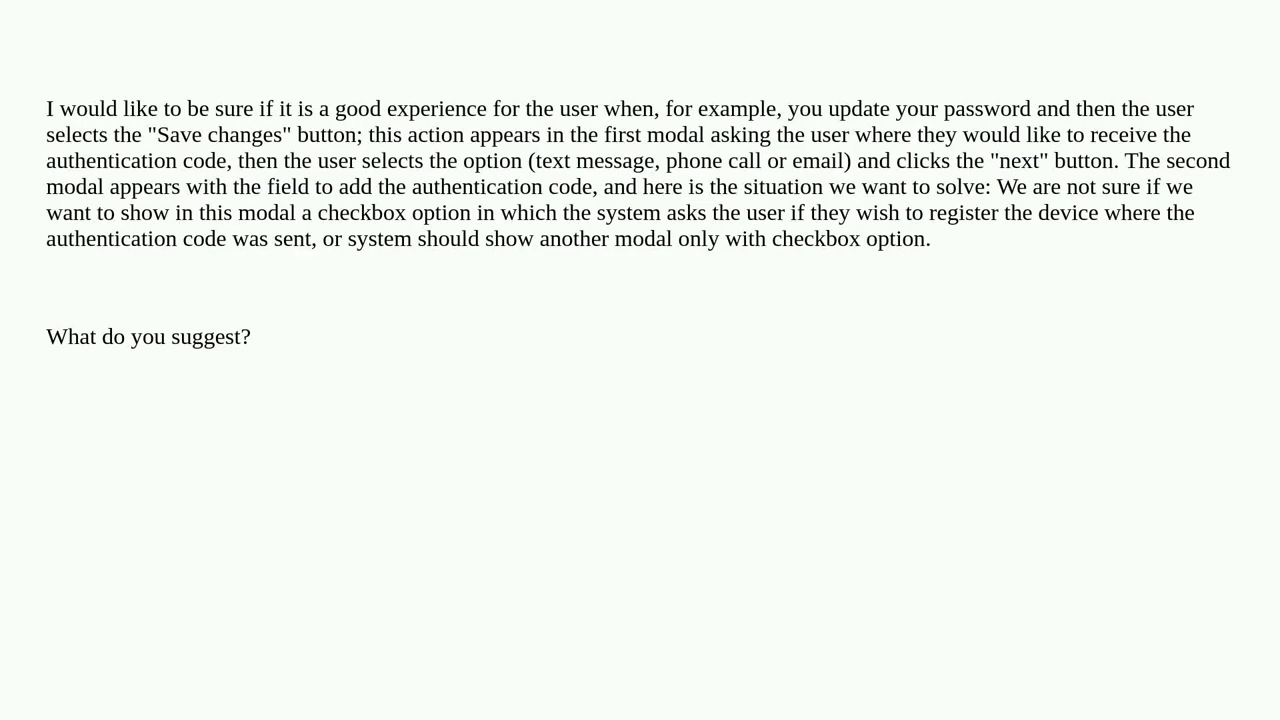 I would like to be sure if it is a good experience for the user when, for example, you update your password and then the user
selects the "Save changes" button; this action appears in the first modal asking the user where they would like to receive the
authentication code, then the user selects the option (text message, phone call or email) and clicks the "next" button. The second
modal appears with the field to add the authentication code, and here is the situation we want to solve: We are not sure if we
want to show in this modal a checkbox option in which the system asks the user if they wish to register the device where the
authentication code was sent, or system should show another modal only with checkbox option.
What do you suggest?